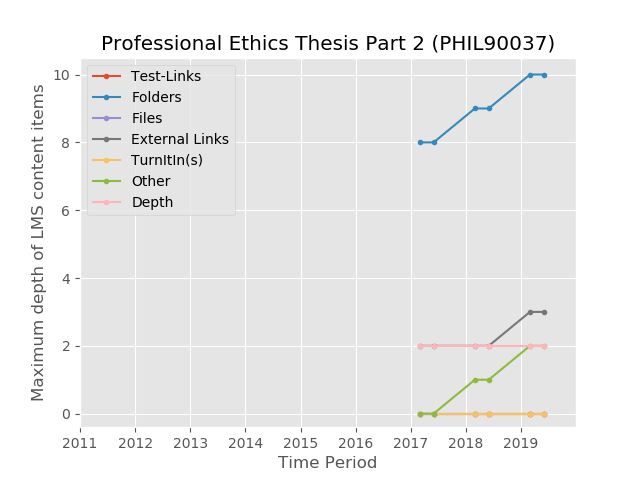 Professional Ethics Thesis Part 2 (PHIL90037)
Maximum depth of LMS content items
10
8
6
4
2
0
Test-Links
Folders
Files
External Links
TurnItIn(s)
Other
Depth
2011 2012 2013 2014 2015 2016 2017 2018 2019
Time Period